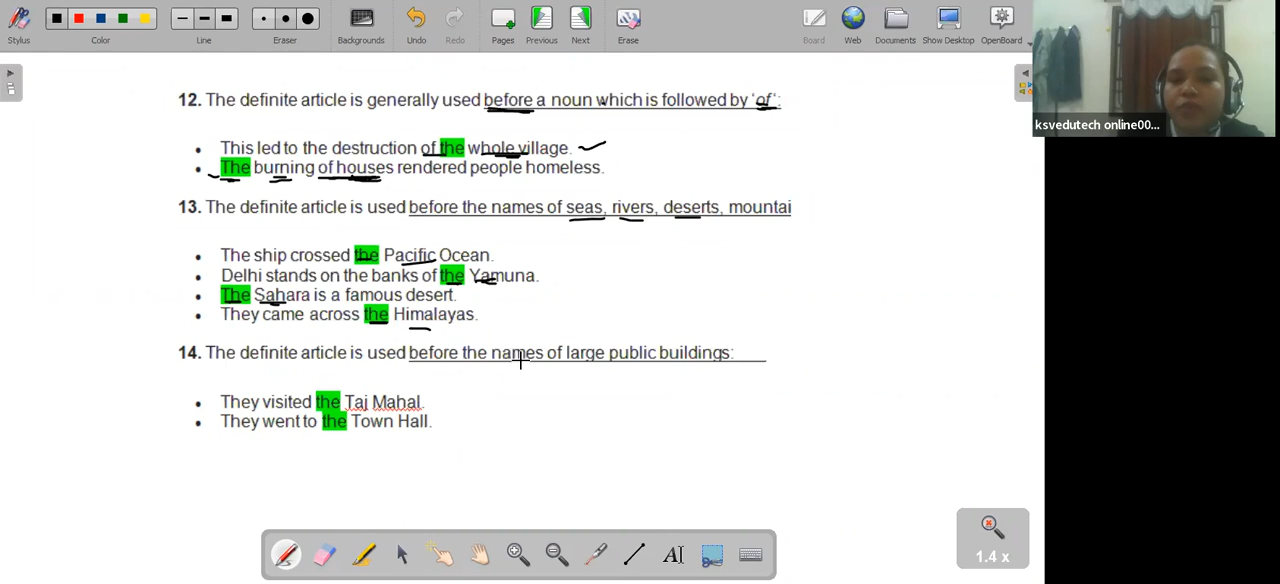 Stylus
Color
Line
Eraser
Backgrounds
Undo
Redo
Pages
Previous
Next
Erase
Board
Web
Documents
Show Desktop
OpenBoard
ksvedutech online00...
12. The definite article is generally used before a noun which is followed by 'of':
• This led to the destruction of the whole village.
• The burning of houses rendered people homeless.
13. The definite article is used before the names of seas, rivers, deserts, mountai
• The ship crossed the Pacific Ocean.
• Delhi stands on the banks of the Yamuna.
• The Sahara is a famous desert.
• They came across the Himalayas.
14. The definite article is used before the names of large public buildings:
• They visited the Taj Mahal.
• They went to the Town Hall.
AI
1.4 x